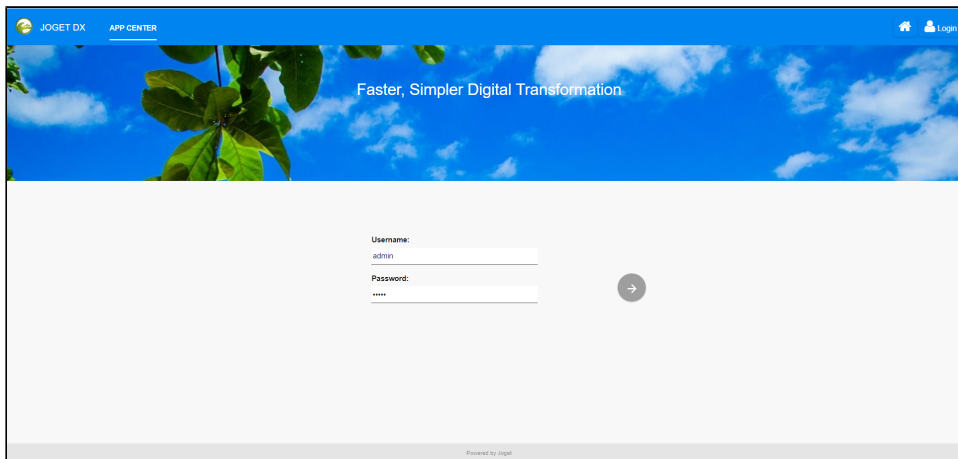 JOGET DX APP CENTER Login
Faster, Simpler Digital Transformation
Username:
admin
Password:
•••••
Powered by Joget